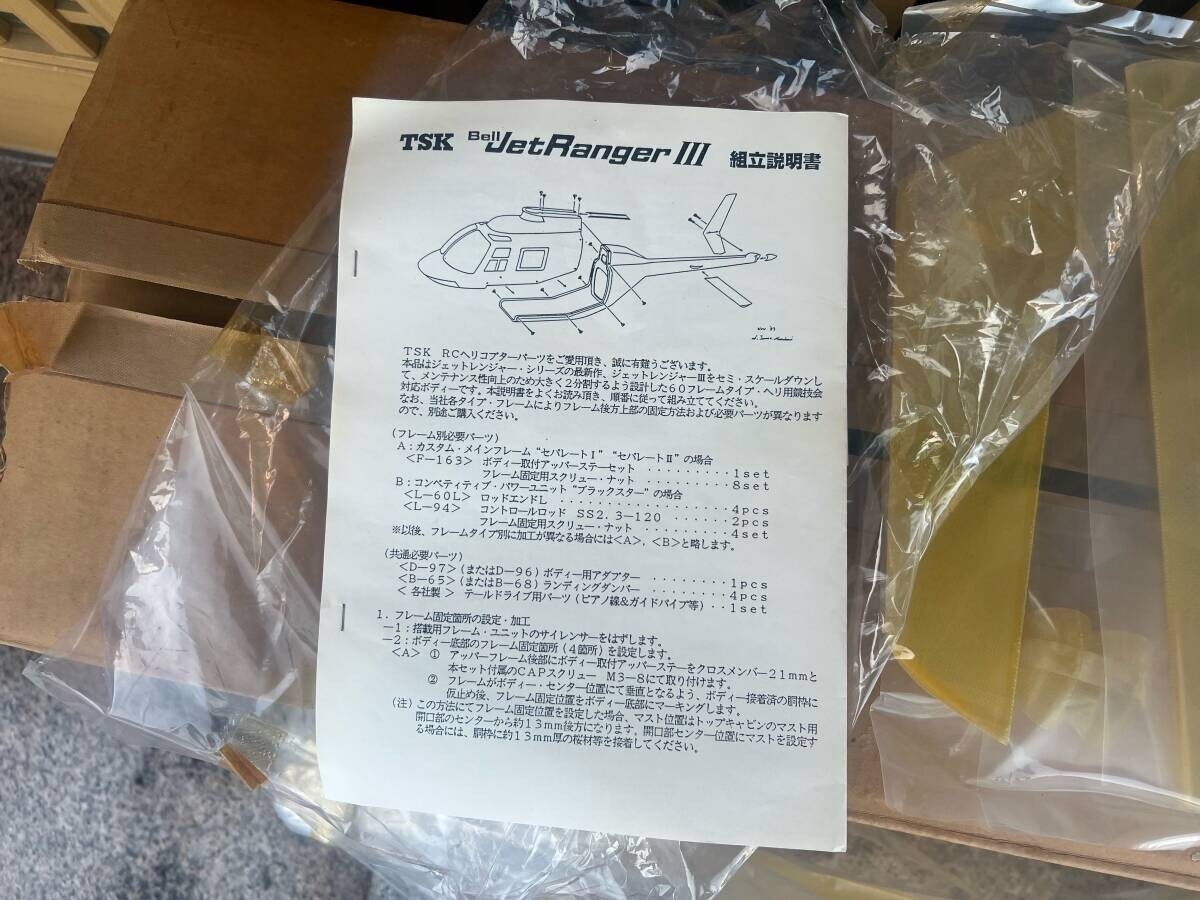 TSK Bell JetRanger III 組立説明書
TSK RCヘリコプターパーツをご愛用頂き、誠に有難うございます。
本品はジェットレンジャー・シリーズの最新作、ジェットレンジャーⅢをセミ・スケールダウンし
て、メンテナンス性向上のため大きく2分割するよう設計した60フレームタイプ・ヘリ用競技会
対応ボディーです。本説明書をよくお読み頂き、順番に従って組み立ててください。
なお、当社各タイプ・フレームによりフレーム後方上部の固定方法および必要パーツが異なります
ので、別途ご購入ください。
(フレーム別必要パーツ)
A:カスタム・メインフレーム“セパレートⅠ” “セパレートⅡ”の場合
<F-163> ボディー取付アッパーステーセット ・・・・・・・・・1set
フレーム固定用スクリュー・ナット ・・・・・・・・・8set
B:コンペティティブ・パワーユニット“ブラックスター”の場合
<L-60L> ロッドエンドL ・・・・・・・・・・・・・・・・・4pcs
<L-94> コントロールロッド SS2.3-120 ・・・・・・2pcs
フレーム固定用スクリュー・ナット ・・・・・・・・・4set
※以後、フレームタイプ別に加工が異なる場合には<A>,<B>と略します。
(共通必要パーツ)
<D-97>(またはD-96)ボディー用アダプター ・・・・・・・・1pcs
<B-65>(またはB-68)ランディングダンパー ・・・・・・・・4pcs
<各社製> テールドライブ用パーツ(ピアノ線&ガイドパイプ等)・・1set
1.フレーム固定箇所の設定・加工
-1:搭載用フレーム・ユニットのサイレンサーをはずします。
-2:ボディー底部のフレーム固定箇所(4箇所)を設定します。
<A> ① アッパーフレーム後部にボディー取付アッパーステーをクロスメンバー21mmと
本セット付属のCAPスクリュー M3-8にて取り付けます。
② フレームがボディー・センター位置にて垂直となるよう、ボディー接着済の胴枠に
仮止め後、フレーム固定位置をボディー底部にマーキングします。
(注)この方法にてフレーム固定位置を設定した場合、マスト位置はトップキャビンのマスト用
開口部のセンターから約13mm後方になります。開口部センター位置にマストを設定す
る場合には、胴枠に約13mm厚の桜材等を接着してください。